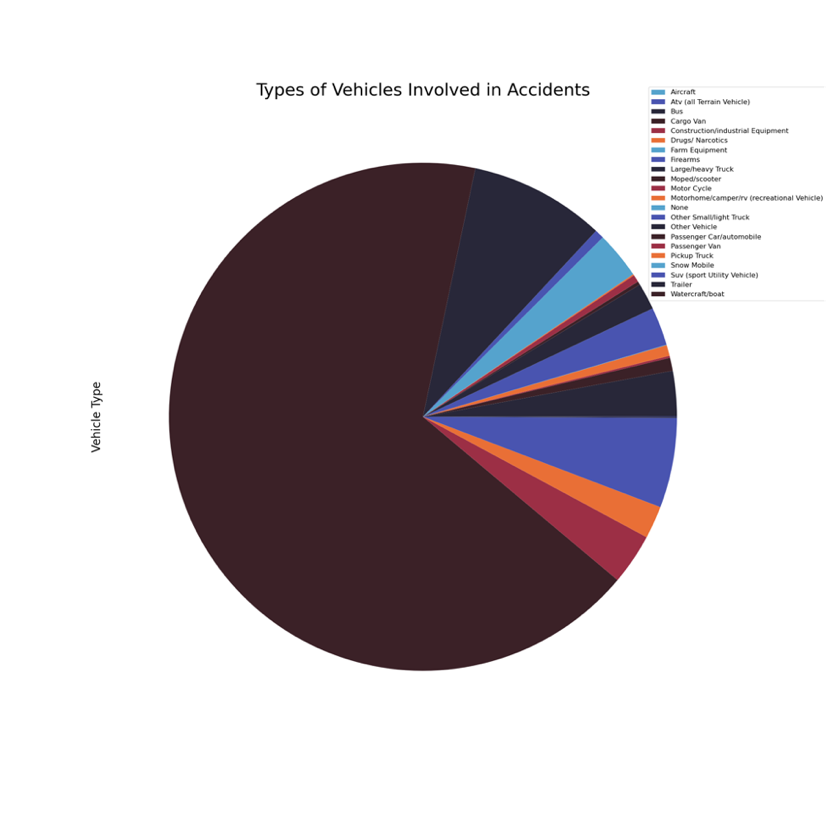 Types of Vehicles Involved in Accidents
Aircraft
Atv (all Terrain Vehicle)
Bus
Cargo Van
Construction/industrial Equipment
Drugs/ Narcotics
Farm Equipment
Firearms
Large/heavy Truck
Moped/scooter
Motor Cycle
Motorhome/camper/rv (recreational Vehicle)
None
Other Small/light Truck
Other Vehicle
Passenger Car/automobile
Passenger Van
Pickup Truck
Snow Mobile
Suv (sport Utility Vehicle)
Trailer
Watercraft/boat
Vehicle Type